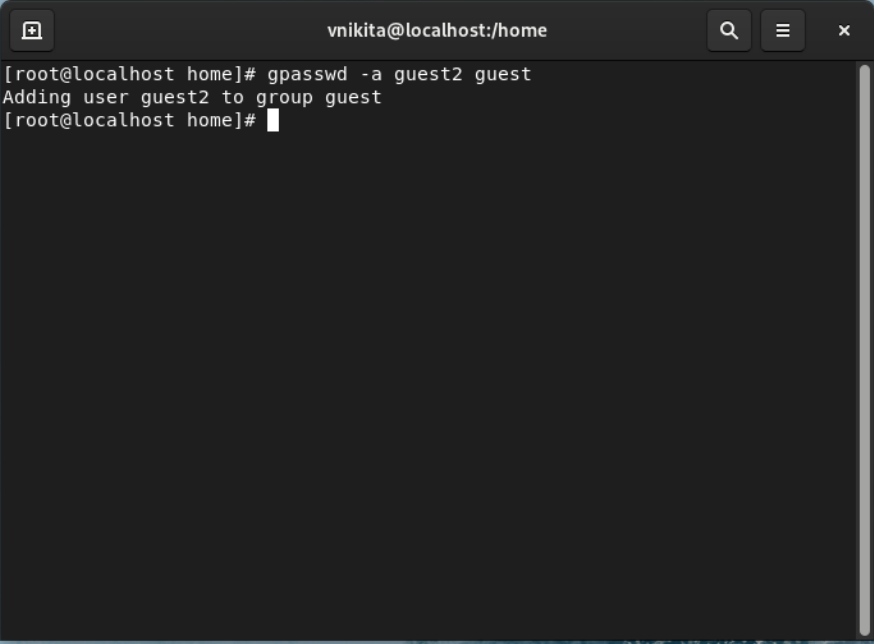 vnikita@localhost:/home
[root@localhost home]# gpasswd -a guest2 guest
Adding user guest2 to group guest
[root@localhost home]#